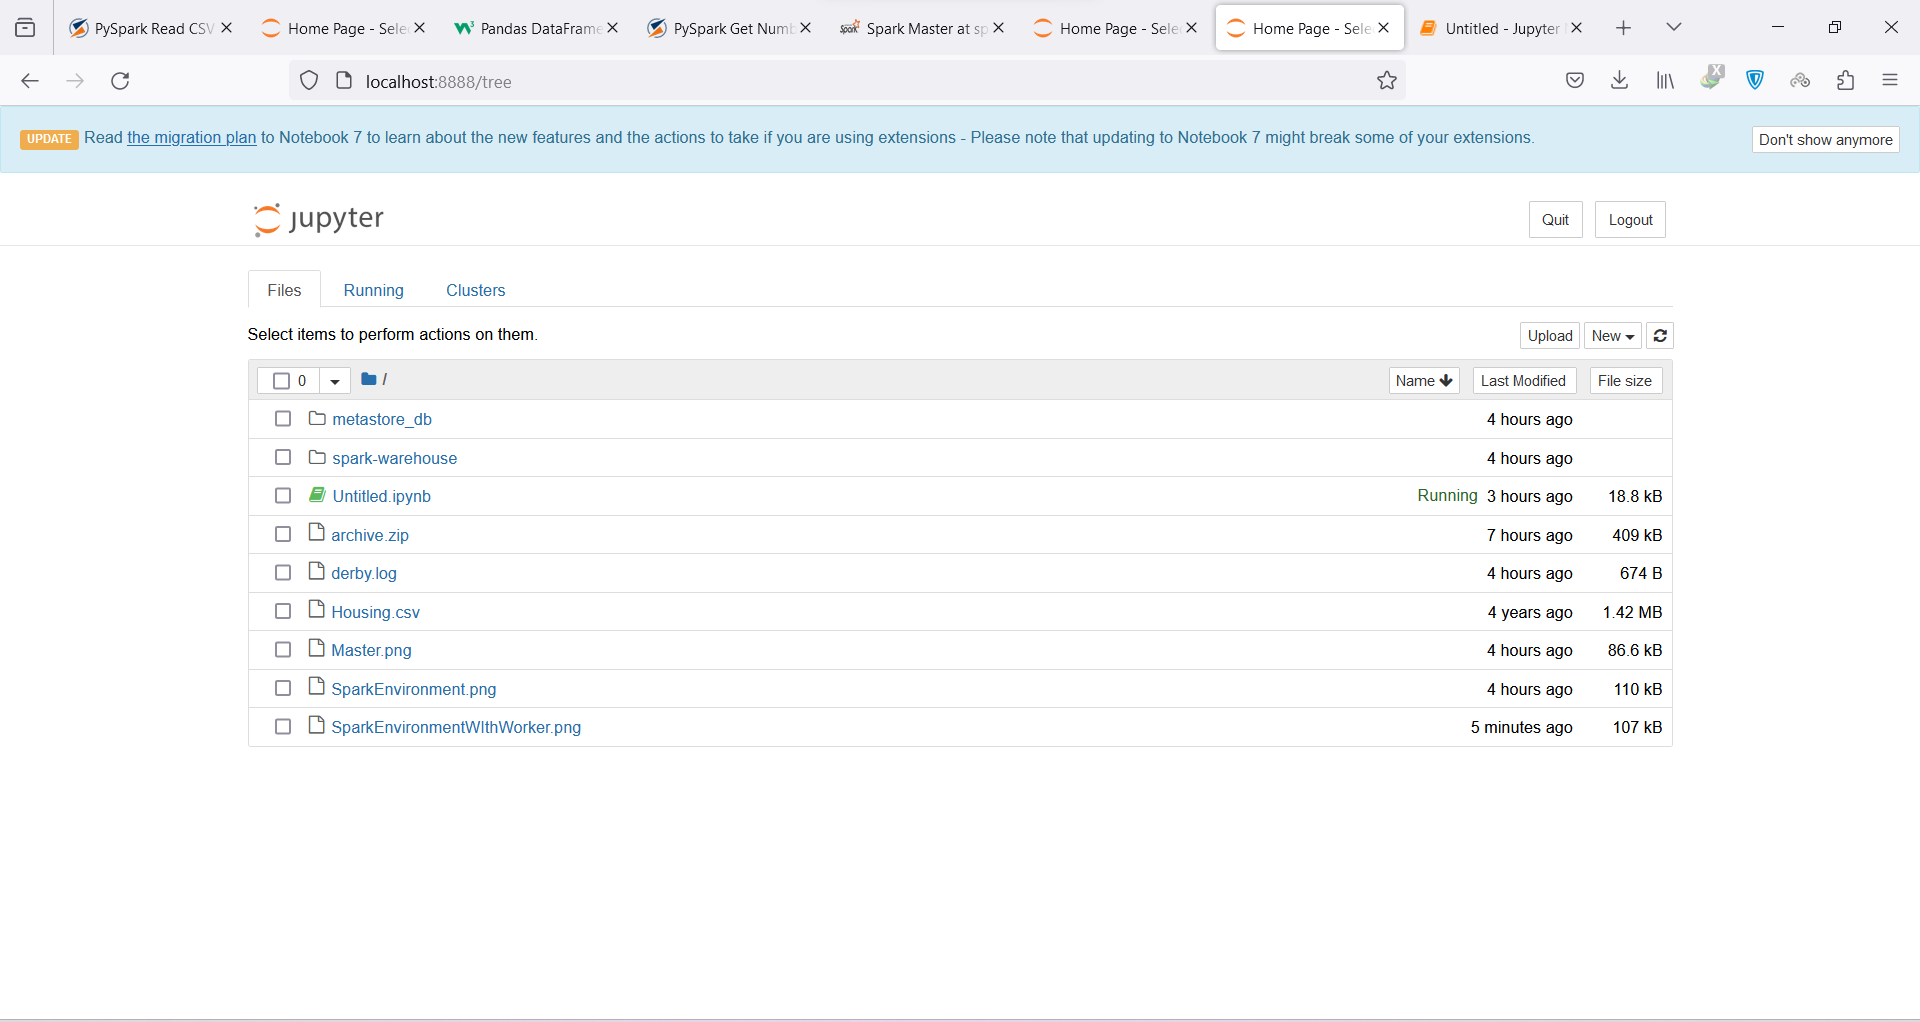 PySpark Read CSV
Home Page - Sele
Pandas DataFrame
PySpark Get Numb
Spark Master at sp
Home Page - Sele
Home Page - Sele
Untitled - Jupyter
localhost:8888/tree
UPDATE Read the migration plan to Notebook 7 to learn about the new features and the actions to take if you are using extensions - Please note that updating to Notebook 7 might break some of your extensions.
Don't show anymore
jupyter
Quit
Logout
Files
Running
Clusters
Select items to perform actions on them.
Upload
New
0
/
Name
Last Modified
File size
metastore_db 4 hours ago
spark-warehouse 4 hours ago
Untitled.ipynb Running 3 hours ago 18.8 kB
archive.zip 7 hours ago 409 kB
derby.log 4 hours ago 674 B
Housing.csv 4 years ago 1.42 MB
Master.png 4 hours ago 86.6 kB
SparkEnvironment.png 4 hours ago 110 kB
SparkEnvironmentWIthWorker.png 5 minutes ago 107 kB